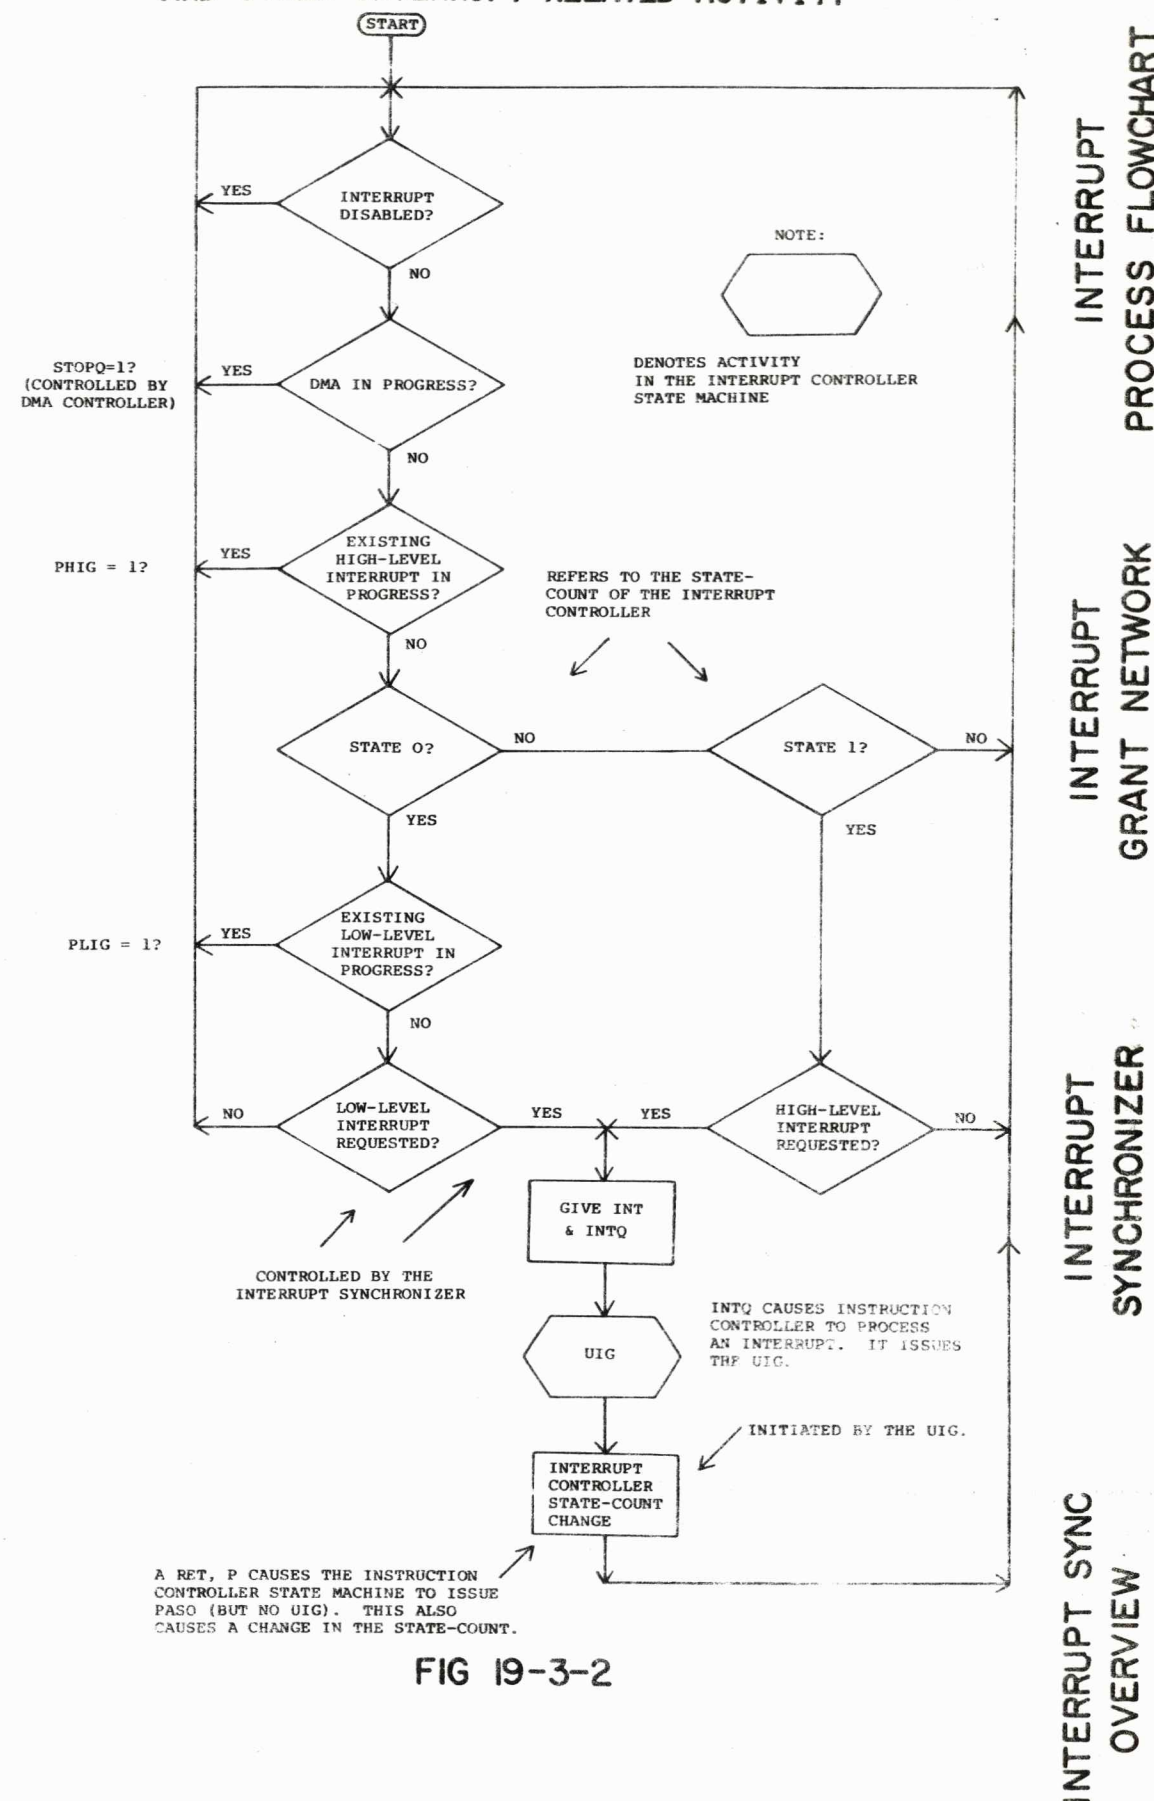 START
YES
INTERRUPT
DISABLED?
NO
NOTE:
STOPQ=1?
(CONTROLLED BY
DMA CONTROLLER)
YES
DMA IN PROGRESS?
DENOTES ACTIVITY
IN THE INTERRUPT CONTROLLER
STATE MACHINE
NO
PHIG = 1?
YES
EXISTING
HIGH-LEVEL
INTERRUPT IN
PROGRESS?
REFERS TO THE STATE-
COUNT OF THE INTERRUPT
CONTROLLER
NO
STATE 0?
NO
STATE 1?
NO
YES
YES
PLIG = 1?
YES
EXISTING
LOW-LEVEL
INTERRUPT IN
PROGRESS?
NO
NO
LOW-LEVEL
INTERRUPT
REQUESTED?
YES
YES
HIGH-LEVEL
INTERRUPT
REQUESTED?
NO
GIVE INT
& INTQ
CONTROLLED BY THE
INTERRUPT SYNCHRONIZER
UIG
INTQ CAUSES INSTRUCTION
CONTROLLER TO PROCESS
AN INTERRUPT. IT ISSUES
THE UIG.
INITIATED BY THE UIG.
INTERRUPT
CONTROLLER
STATE-COUNT
CHANGE
A RET, P CAUSES THE INSTRUCTION
CONTROLLER STATE MACHINE TO ISSUE
PASO (BUT NO UIG). THIS ALSO
CAUSES A CHANGE IN THE STATE-COUNT.
FIG 19-3-2
INTERRUPT
PROCESS FLOWCHART
INTERRUPT
GRANT NETWORK
INTERRUPT
SYNCHRONIZER
INTERRUPT SYNC
OVERVIEW